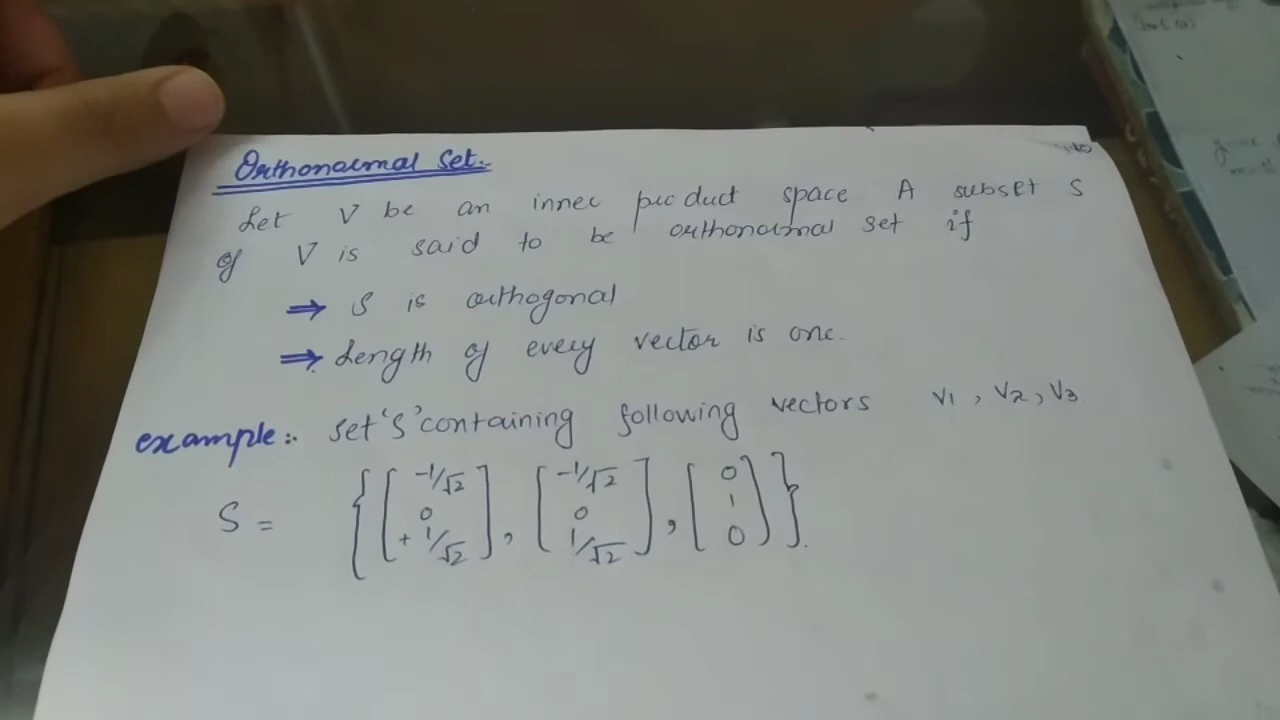 Orthonormal Set:-
Let V be an inner product space A subset S
of V is said to be orthonormal set if
⇒ S is orthogonal
⇒ Length of every vector is one.
example:- Set 'S' containing following vectors V1, V2, V3
S = {[-1/√2 0 +1/√2], [-1/√2 0 1/√2], [0 1 0]}.